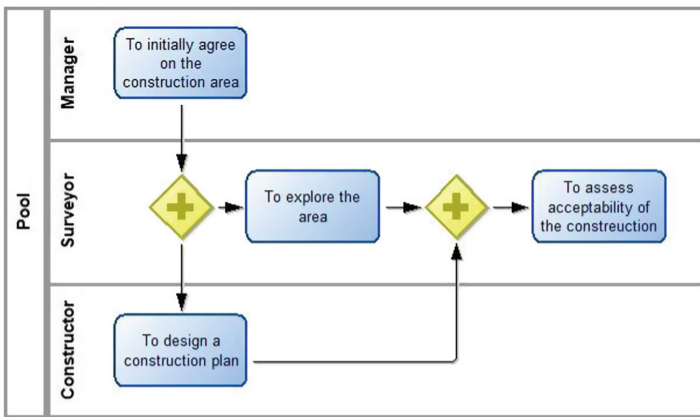 Pool
Manager
To initially agree
on the
construction area
Surveyor
To explore the
area
To assess
acceptability of
the constreuction
Constructor
To design a
construction plan